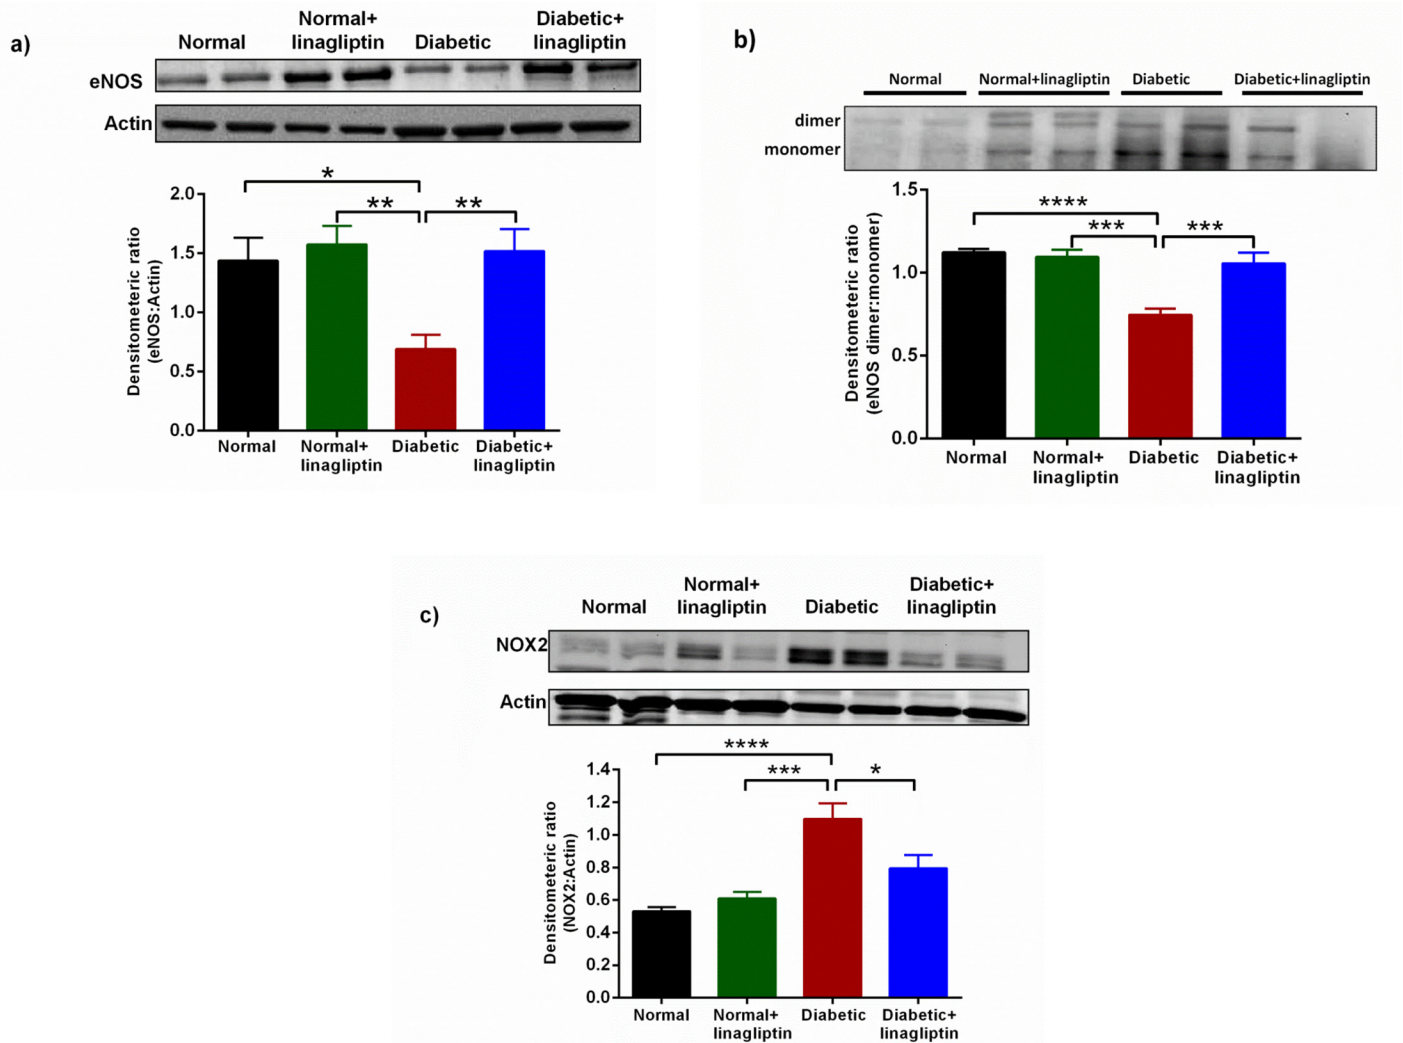 a)
Normal
Normal+
linagliptin
Diabetic
Diabetic+
linagliptin
eNOS
Actin
*
**
**
2.0
1.5
1.0
0.5
0.0
Densitometeric ratio
(eNOS:Actin)
Normal
Normal+
linagliptin
Diabetic
Diabetic+
linagliptin
b)
Normal
Normal+linagliptin
Diabetic
Diabetic+linagliptin
dimer
monomer
****
***
***
1.5
1.0
0.5
0.0
Densitometeric ratio
(eNOS dimer:monomer)
Normal
Normal+
linagliptin
Diabetic
Diabetic+
linagliptin
c)
Normal
Normal+
linagliptin
Diabetic
Diabetic+
linagliptin
NOX2
Actin
****
***
*
1.4
1.2
1.0
0.8
0.6
0.4
0.2
0.0
Densitometeric ratio
(NOX2:Actin)
Normal
Normal+
linagliptin
Diabetic
Diabetic+
linagliptin